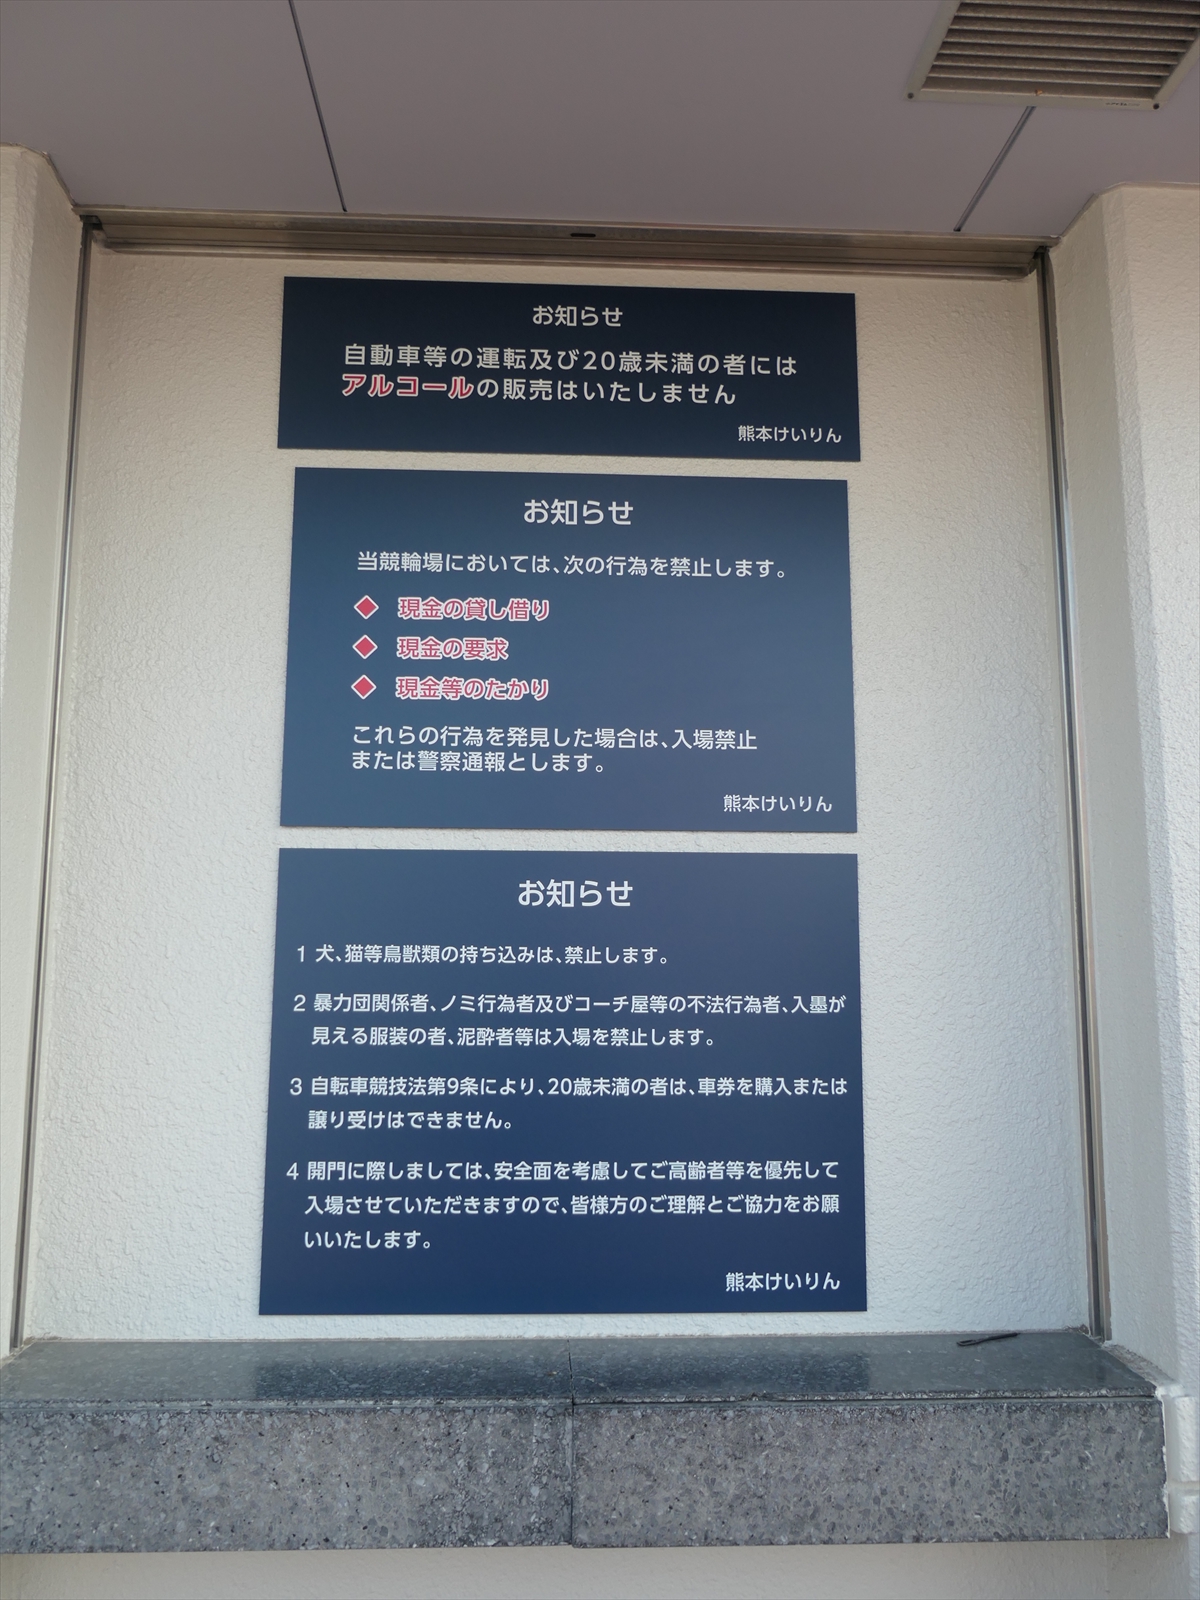 お知らせ
自動車等の運転及び20歳未満の者には
アルコールの販売はいたしません
熊本けいりん
お知らせ
当競輪場においては、次の行為を禁止します。
◆ 現金の貸し借り
◆ 現金の要求
◆ 現金等のたかり
これらの行為を発見した場合は、入場禁止
または警察通報とします。
熊本けいりん
お知らせ
1 犬、猫等鳥獣類の持ち込みは、禁止します。
2 暴力団関係者、ノミ行為者及びコーチ屋等の不法行為者、入墨が
見える服装の者、泥酔者等は入場を禁止します。
3 自転車競技法第9条により、20歳未満の者は、車券を購入または
譲り受けはできません。
4 開門に際しましては、安全面を考慮してご高齢者等を優先して
入場させていただきますので、皆様方のご理解とご協力をお願
いいたします。
熊本けいりん